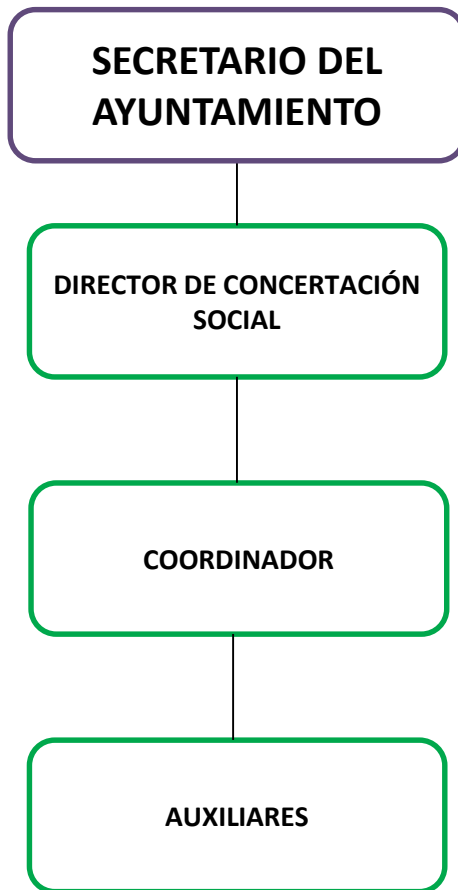 SECRETARIO DEL
AYUNTAMIENTO
DIRECTOR DE CONCERTACIÓN
SOCIAL
COORDINADOR
AUXILIARES